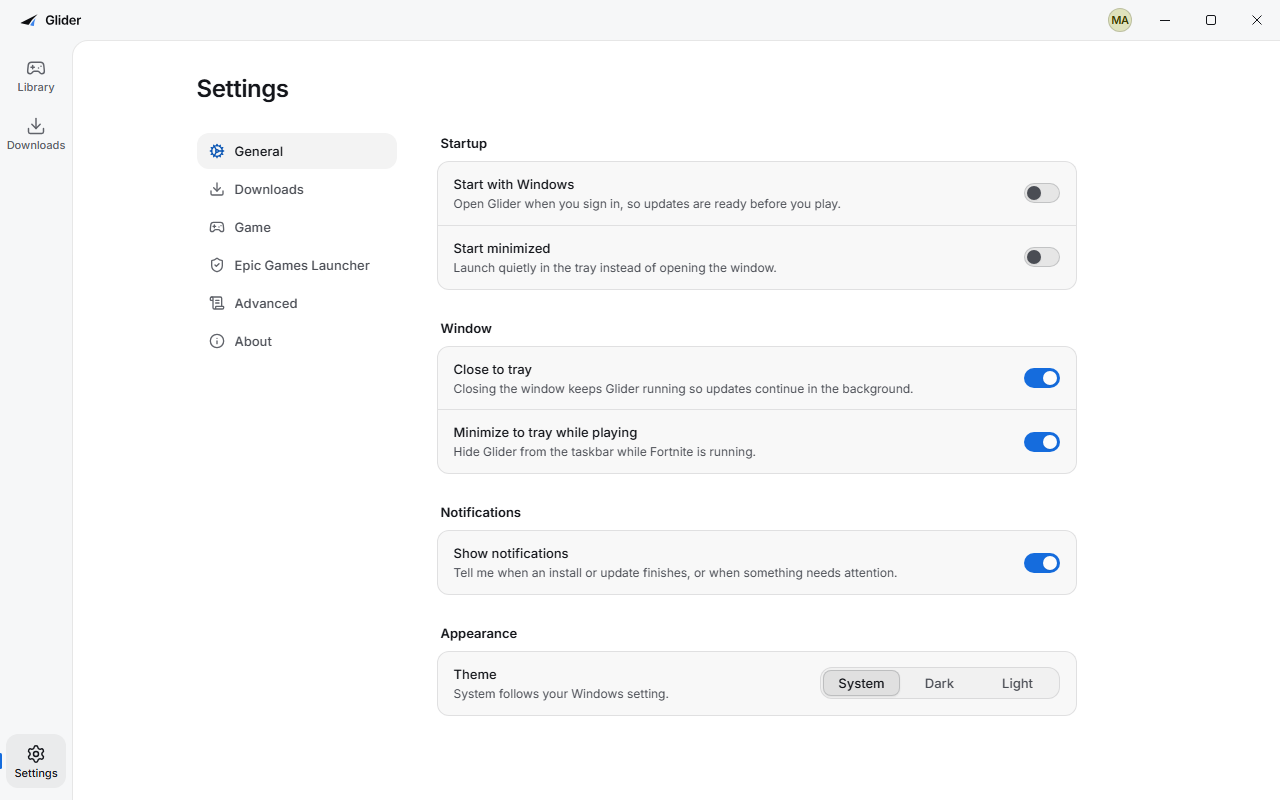 Glider
MA
Library
Downloads
Settings
Settings
General
Downloads
Game
Epic Games Launcher
Advanced
About
Startup
Start with Windows
Open Glider when you sign in, so updates are ready before you play.
Start minimized
Launch quietly in the tray instead of opening the window.
Window
Close to tray
Closing the window keeps Glider running so updates continue in the background.
Minimize to tray while playing
Hide Glider from the taskbar while Fortnite is running.
Notifications
Show notifications
Tell me when an install or update finishes, or when something needs attention.
Appearance
Theme
System follows your Windows setting.
System Dark Light